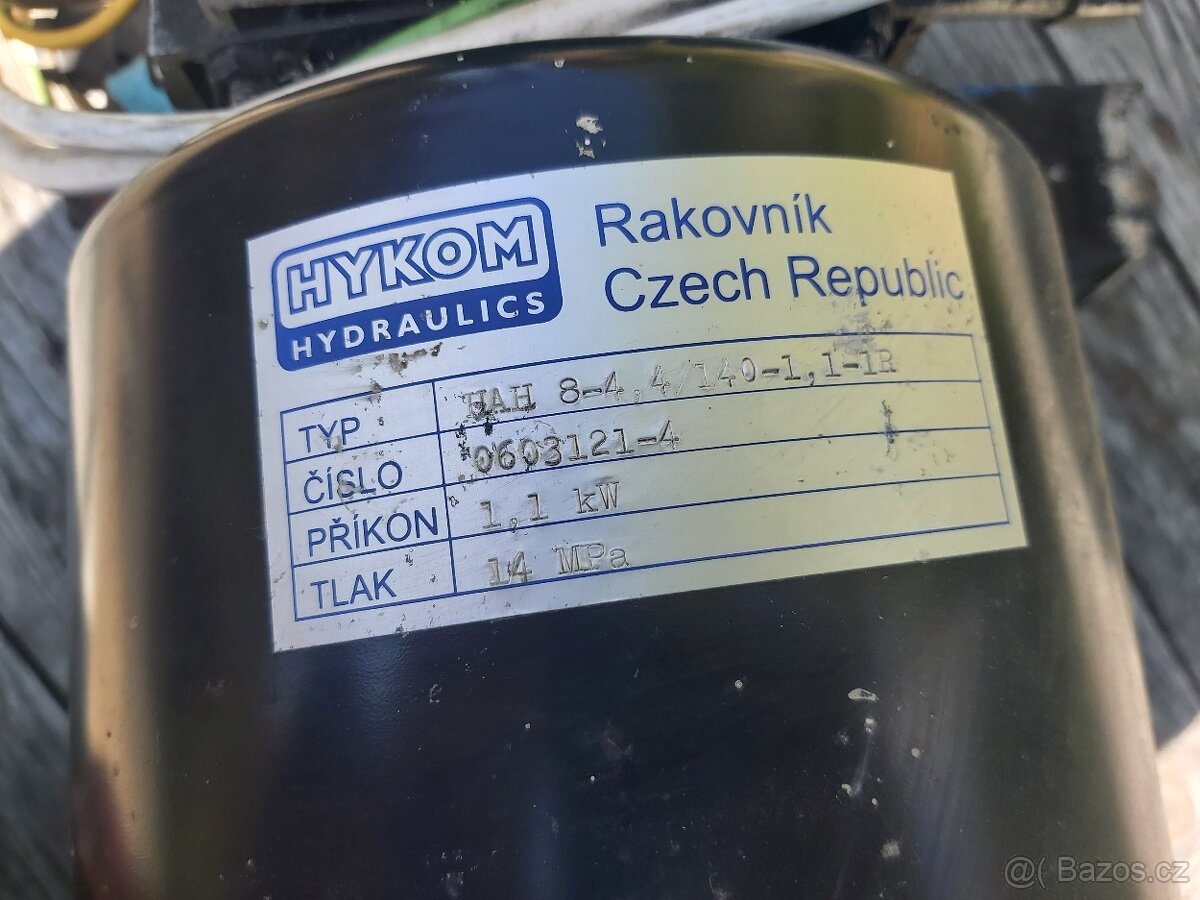 HYKOM
HYDRAULICS
Rakovník
Czech Republic
TYP HAH 8-4,4/140-1,1-1R
ČÍSLO 0603121-4
PŘÍKON 1,1 kW
TLAK 14 MPa
@( Bazos.cz